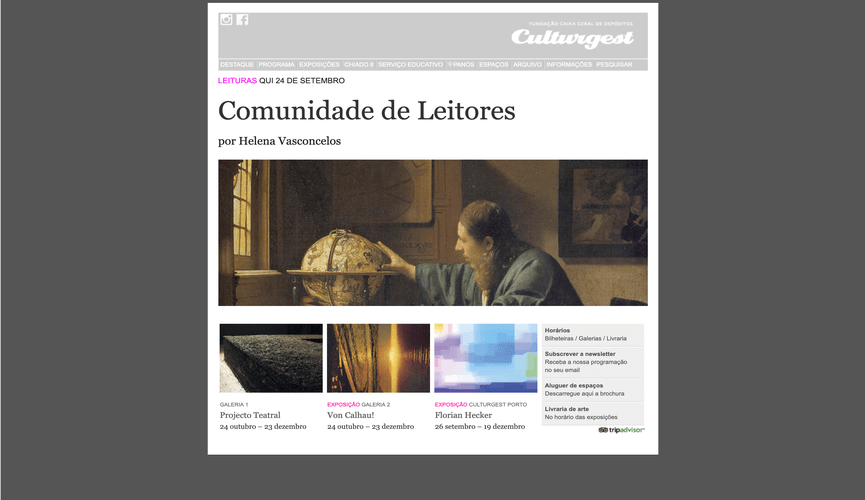 FUNDAÇÃO CAIXA GERAL DE DEPÓSITOS
Culturgest
DESTAQUE PROGRAMA EXPOSIÇÕES CHIADO 8 SERVIÇO EDUCATIVO PANOS ESPAÇOS ARQUIVO INFORMAÇÕES PESQUISAR
LEITURAS QUI 24 DE SETEMBRO
Comunidade de Leitores
por Helena Vasconcelos
GALERIA 1
Projecto Teatral
24 outubro – 23 dezembro
EXPOSIÇÃO GALERIA 2
Von Calhau!
24 outubro – 23 dezembro
EXPOSIÇÃO CULTURGEST PORTO
Florian Hecker
26 setembro – 19 dezembro
Horários
Bilheteiras / Galerias / Livraria
Subscrever a newsletter
Receba a nossa programação
no seu email
Aluguer de espaços
Descarregue aqui a brochura
Livraria de arte
No horário das exposições
tripadvisor